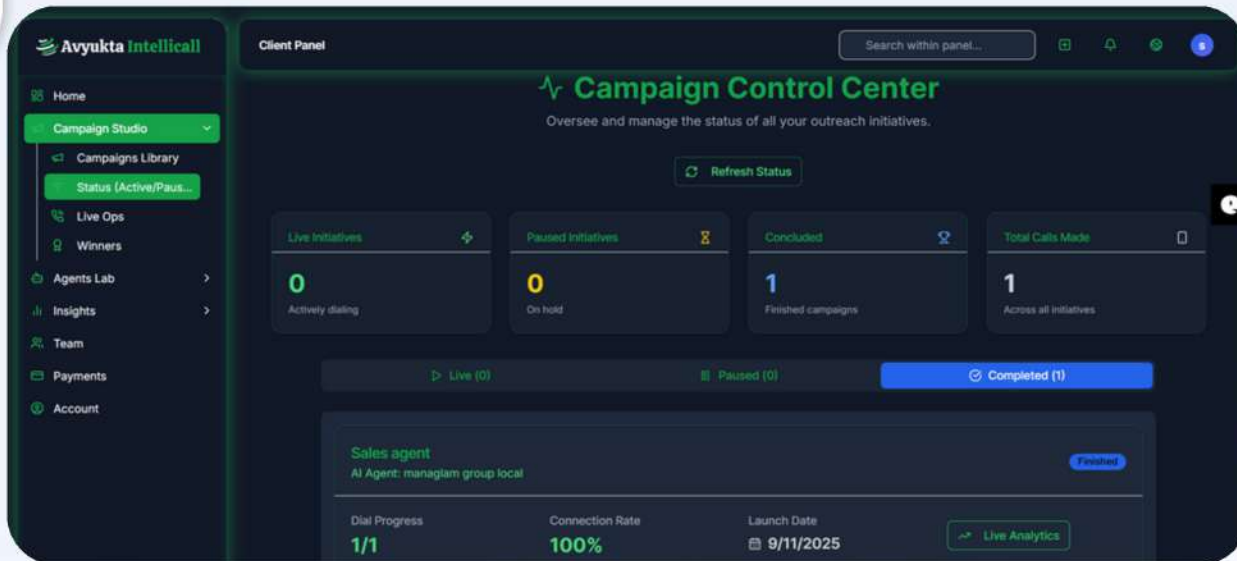 Avyukta Intellicall
Client Panel
Search within panel...
s
Home
Campaign Studio
Campaigns Library
Status (Active/Paus...
Live Ops
Winners
Agents Lab
Insights
Team
Payments
Account
Campaign Control Center
Oversee and manage the status of all your outreach initiatives.
Refresh Status
Live Initiatives
0
Actively dialing
Paused Initiatives
0
On hold
Concluded
1
Finished campaigns
Total Calls Made
1
Across all initiatives
Live (0)
Paused (0)
Completed (1)
Sales agent
AI Agent: managlam group local
Finished
Dial Progress
1/1
Connection Rate
100%
Launch Date
9/11/2025
Live Analytics